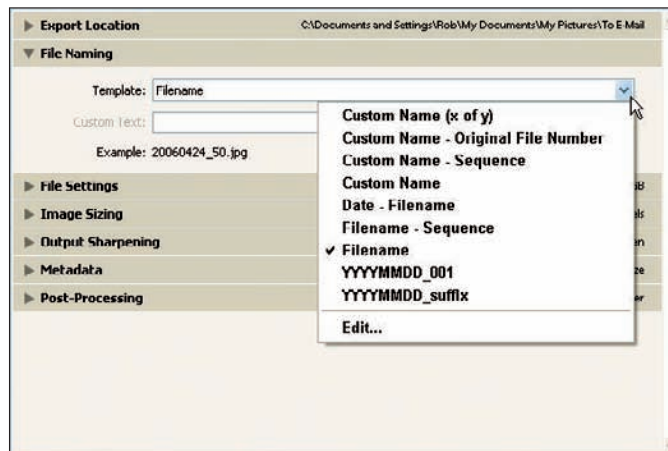 Export Location C:\Documents and Settings\Rob\My Documents\My Pictures\To E-Mail
File Naming
Template: Filename
Custom Text:
Example: 20060424_50.jpg
File Settings
Image Sizing
Output Sharpening
Metadata
Post-Processing
Custom Name (x of y)
Custom Name - Original File Number
Custom Name - Sequence
Custom Name
Date - Filename
Filename - Sequence
✓ Filename
YYYYMMDD_001
YYYYMMDD_suffix
Edit...